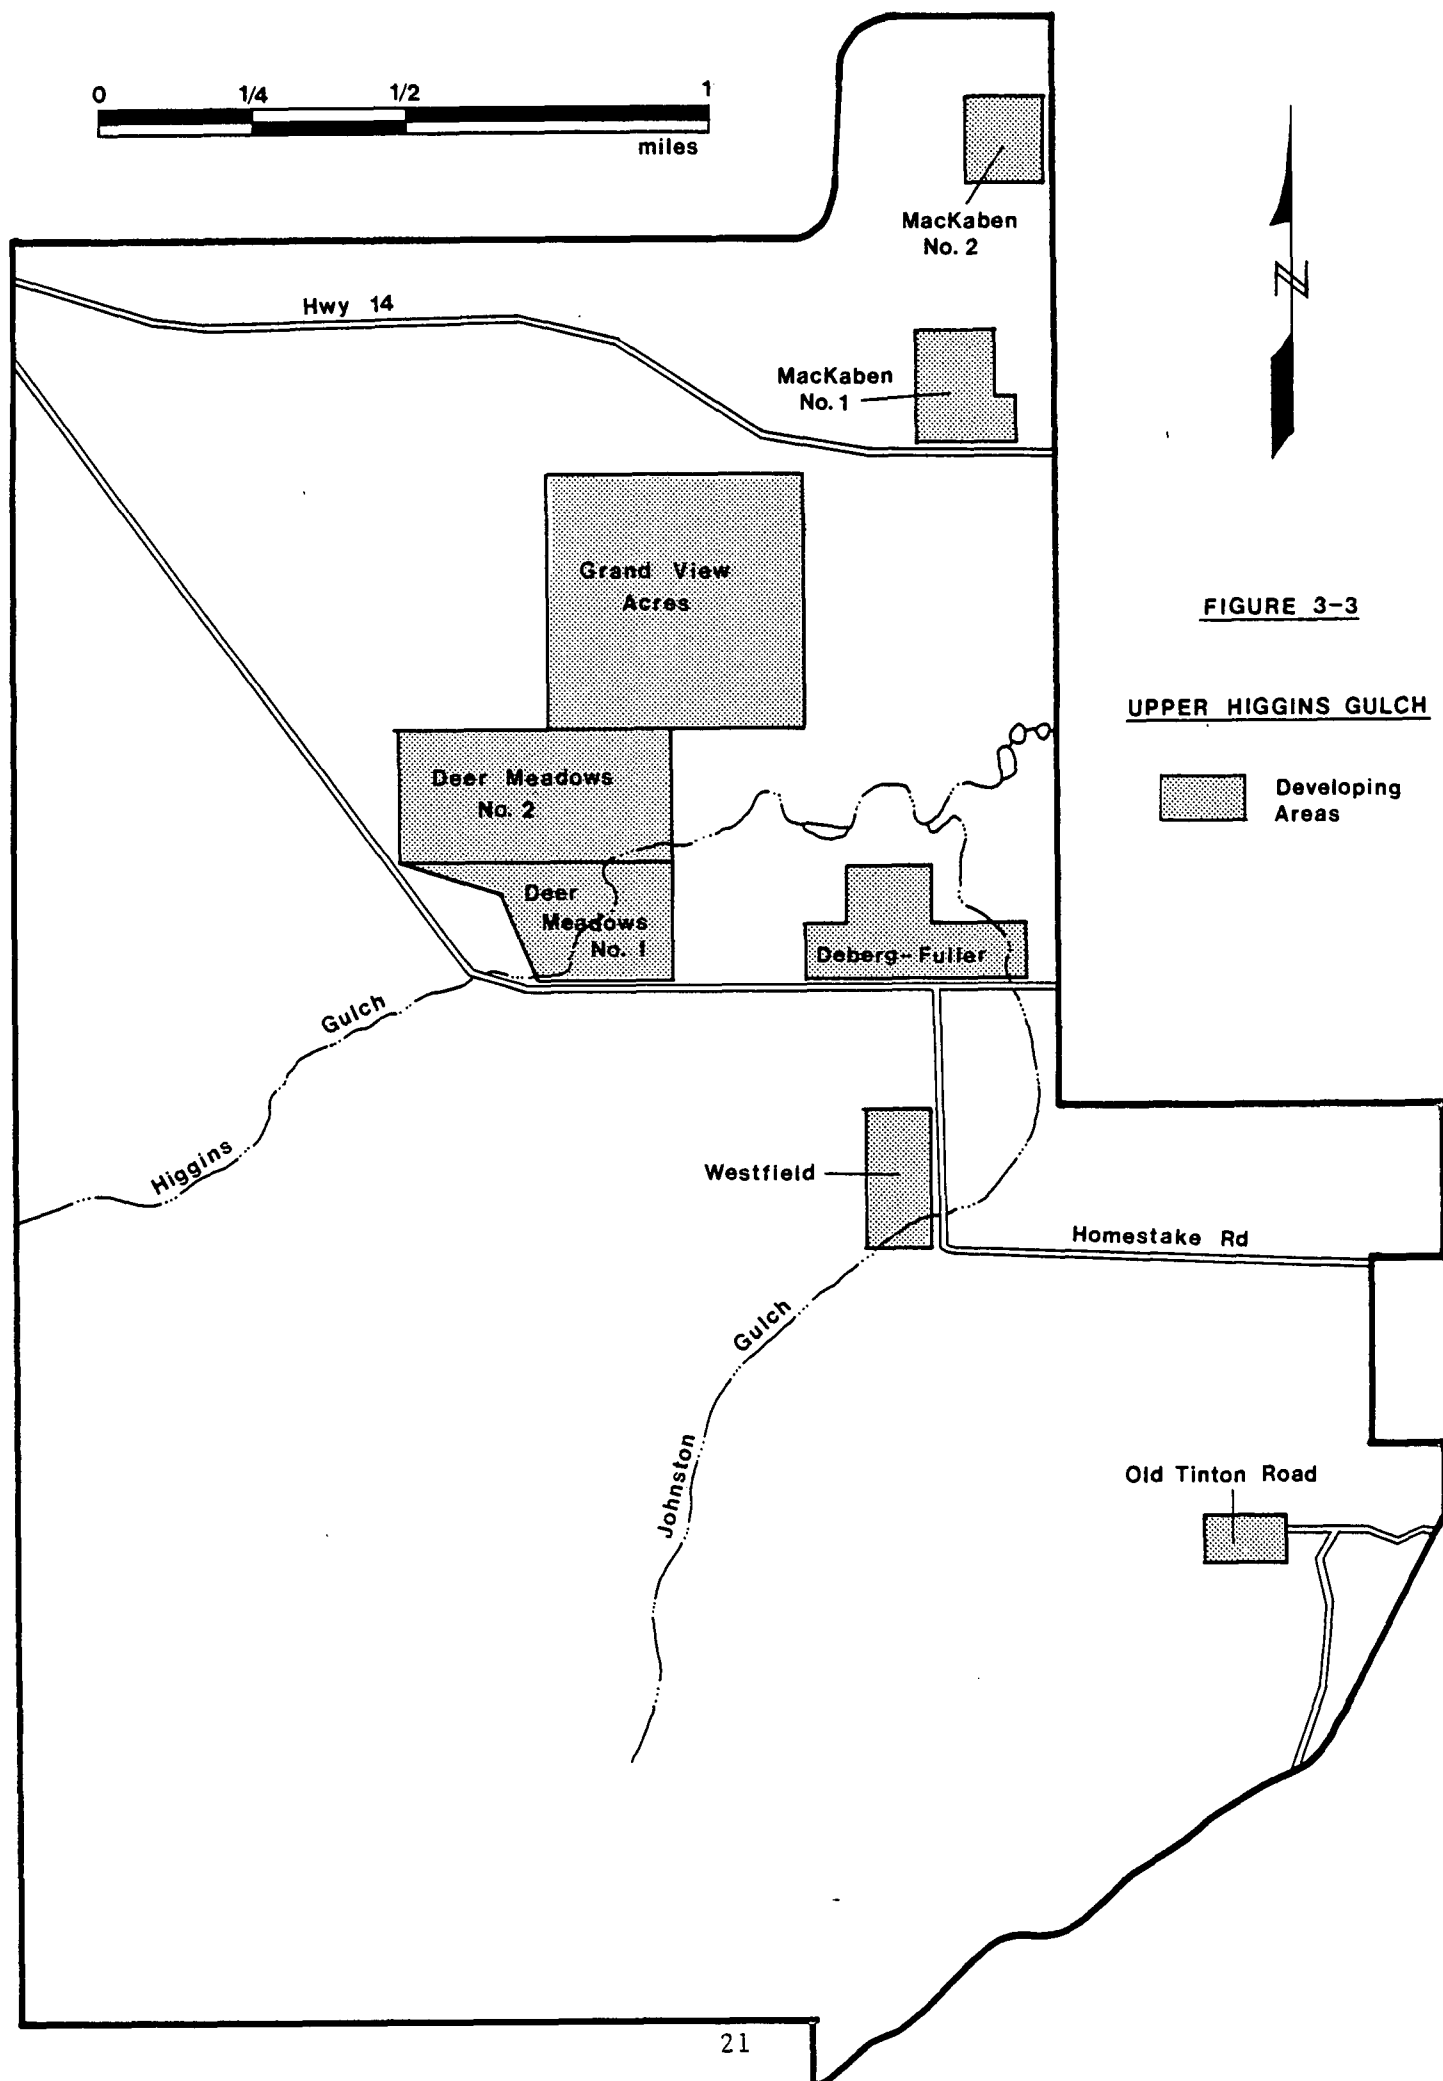 0 1/4 1/2 1
miles
MacKaben
No. 2
Hwy 14
N
MacKaben
No. 1
Grand View
Acres
FIGURE 3-3
UPPER HIGGINS GULCH
Developing
Areas
Deer Meadows
No. 2
Deer
Meadows
No. 1
Deberg-Fuller
Higgins Gulch
Westfield
Homestake Rd
Johnston Gulch
Old Tinton Road
21